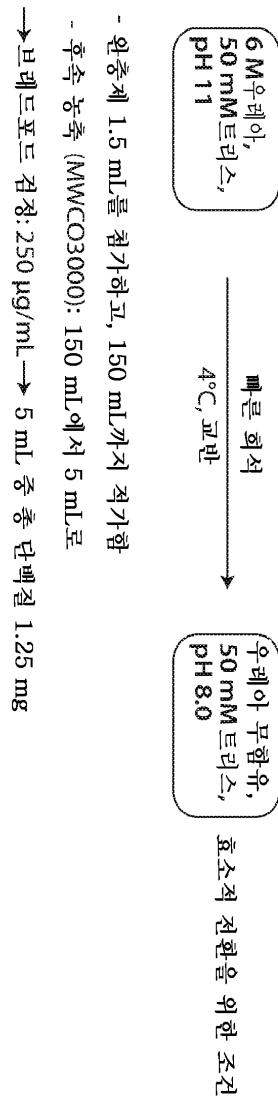 6 M우레아,
50 mM트리스,
pH 11
빠른 희석
4°C, 교반
우레아 무함유,
50 mM트리스,
pH 8.0
효소적 전환을 위한 조건
- 완충제 1.5 mL를 첨가하고, 150 mL까지 적가함
- 후속 농축 (MWCO3000): 150 mL에서 5 mL로
→브래드포드 검정: 250 µg/mL → 5 mL 중 총 단백질 1.25 mg